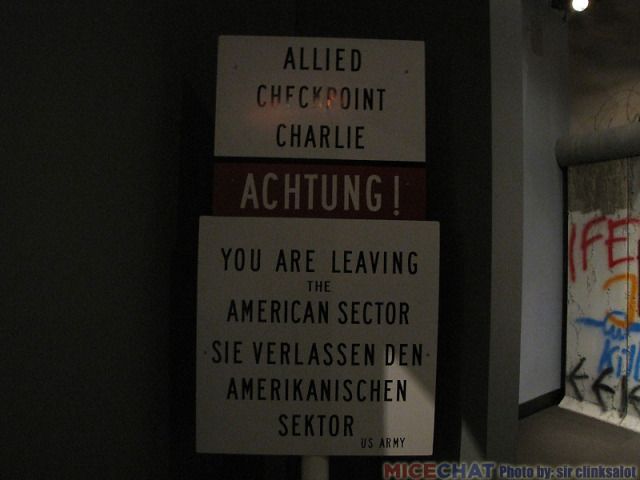 ALLIED
CHECKPOINT
CHARLIE
ACHTUNG!
YOU ARE LEAVING
THE
AMERICAN SECTOR
SIE VERLASSEN DEN
AMERIKANISCHEN
SEKTOR
US ARMY
MICECHAT Photo by: sir clinksalot